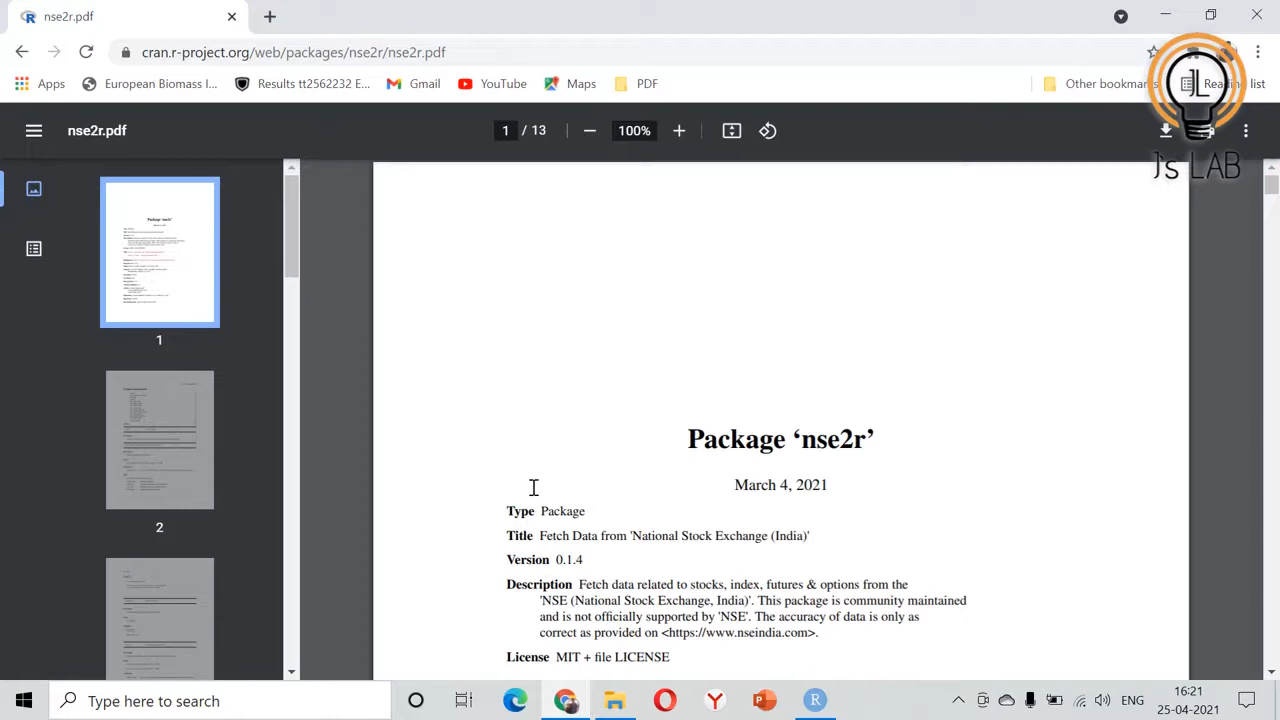 nse2r.pdf
cran.r-project.org/web/packages/nse2r/nse2r.pdf
Apps European Biomass I... Results tt2562232 E... Gmail YouTube Maps PDF Other bookmarks Reading list
nse2r.pdf 1 / 13 100%
JL
J's LAB
1
2
Package ‘nse2r’
March 4, 2021
Type Package
Title Fetch Data from 'National Stock Exchange (India)'
Version 0.1.4
Description Fetch data related to stocks, index, futures & options from the
'NSE (National Stock Exchange, India)'. This package is community maintained
and is not officially supported by 'NSE'. The accuracy of data is only as
correct as provided on <https://www.nseindia.com>.
License MIT + file LICENSE
Type here to search
ENG
16:21
25-04-2021